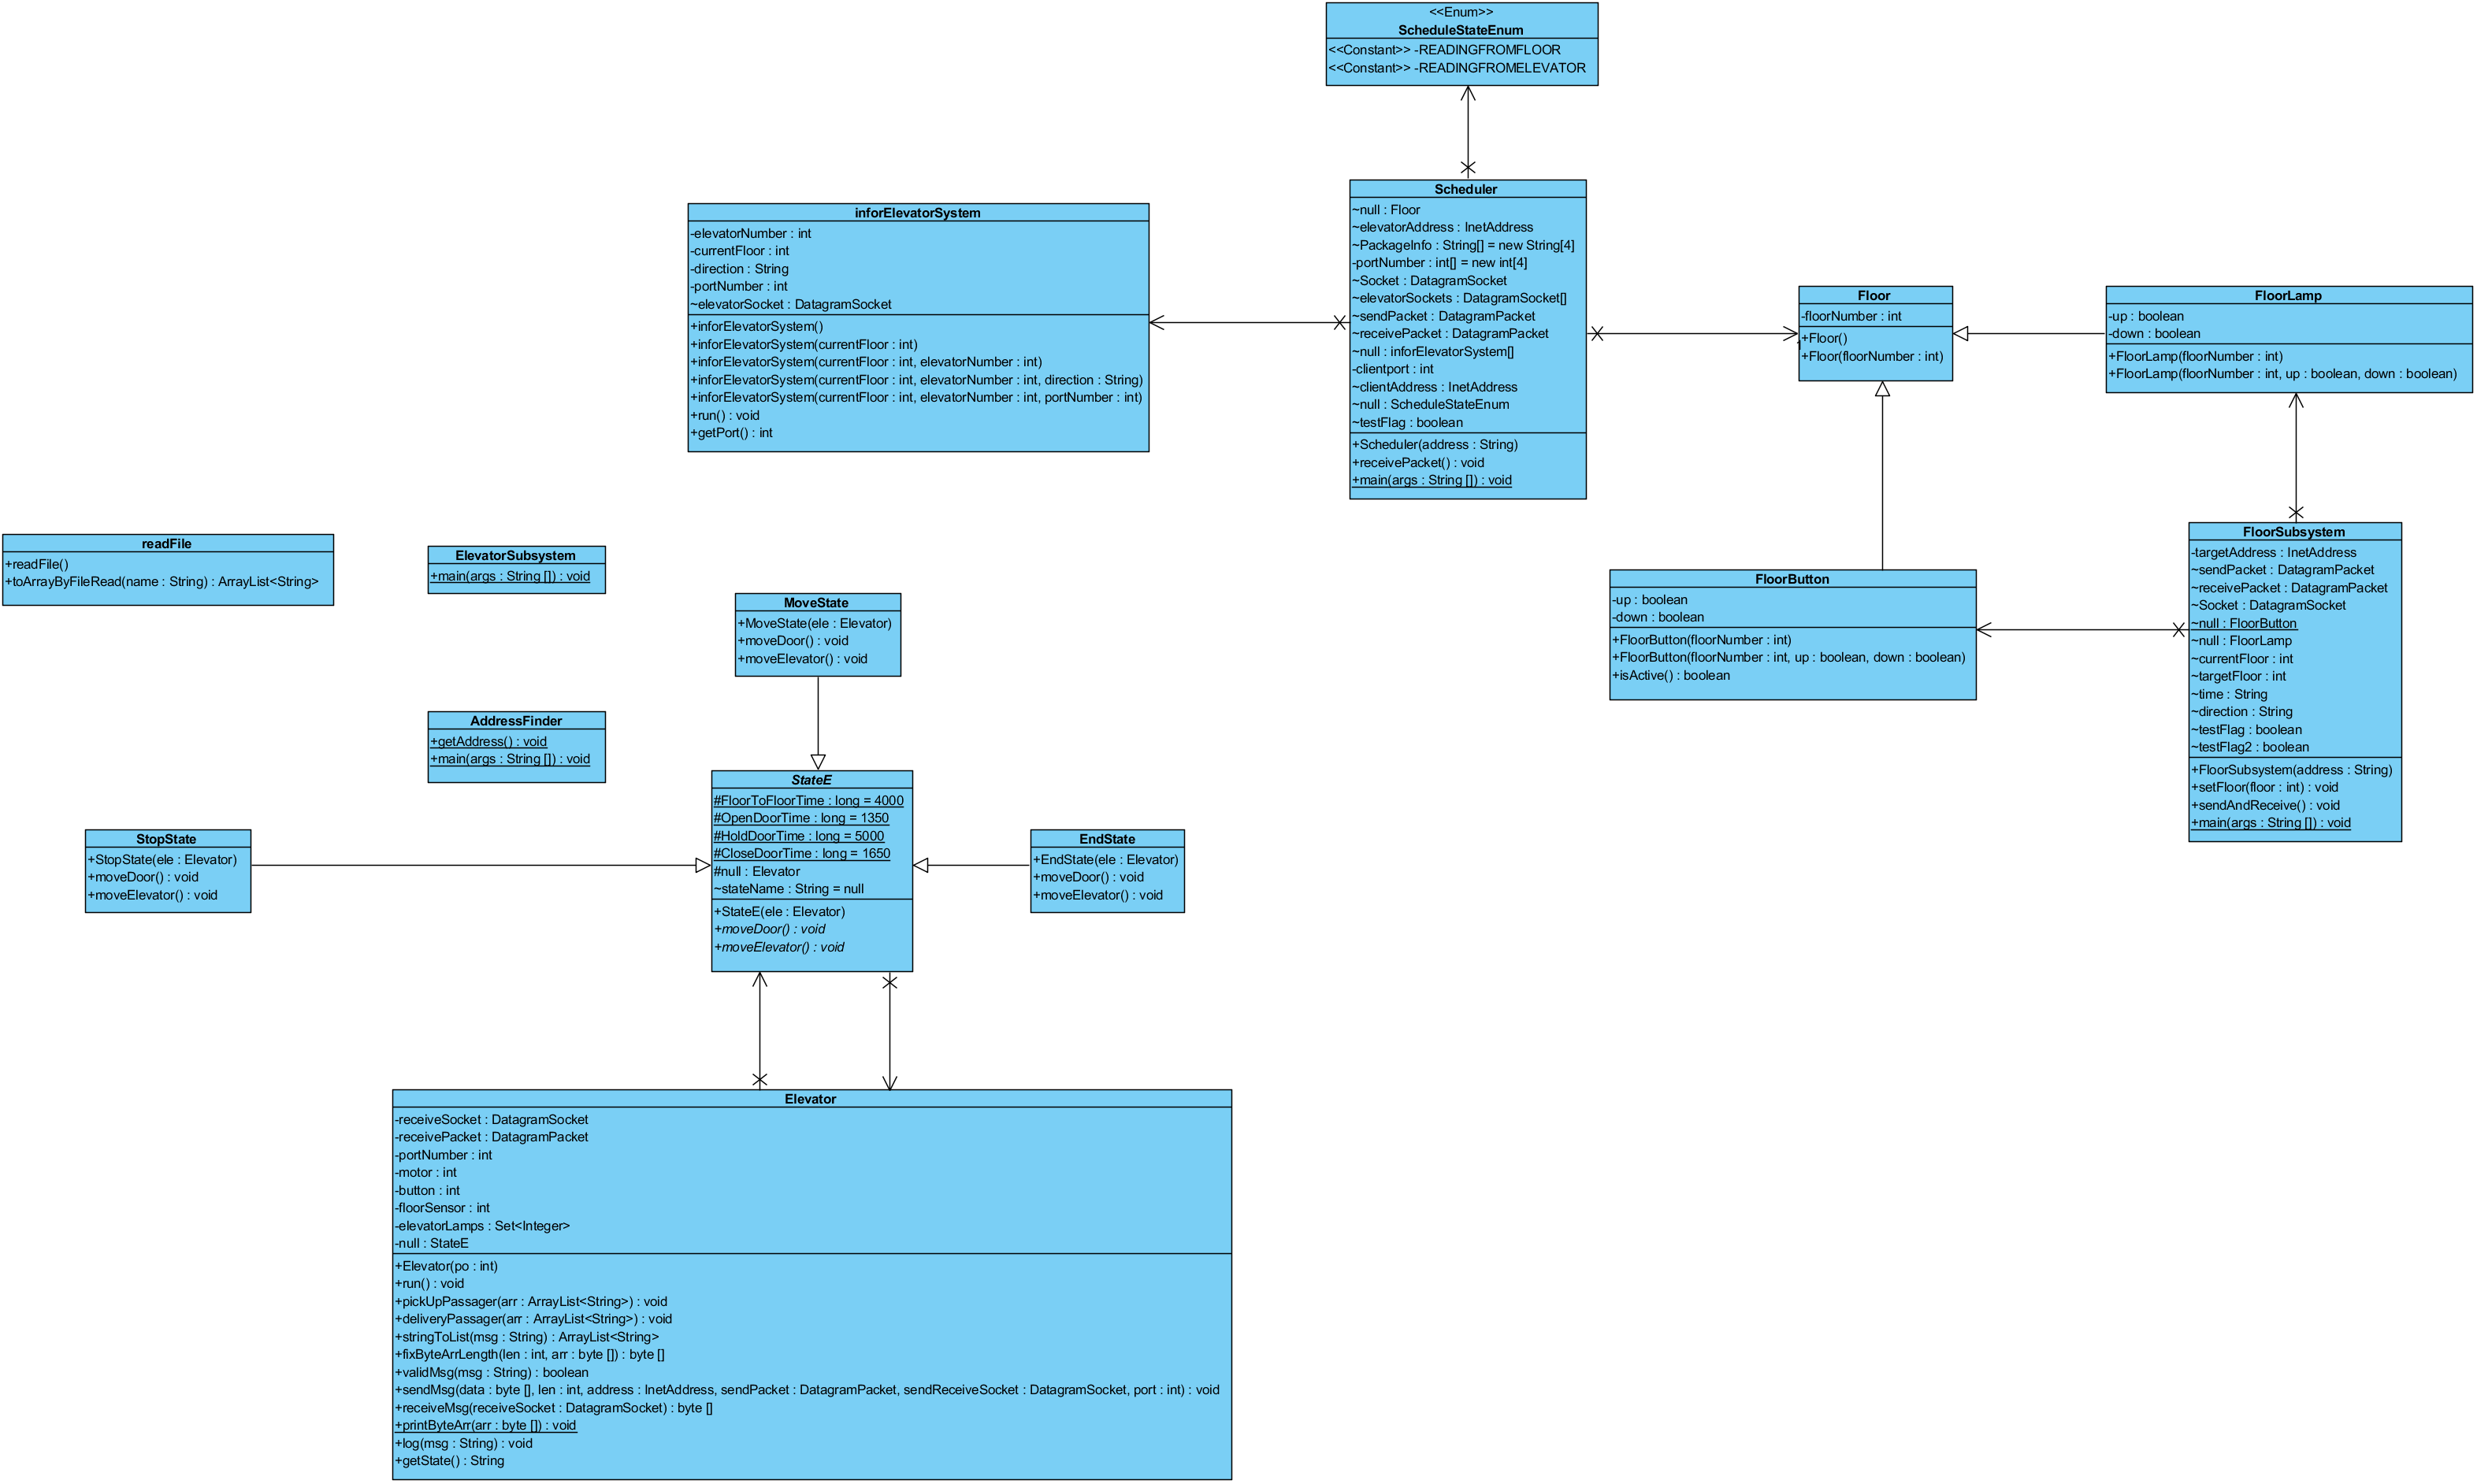 <<Enum>>
ScheduleStateEnum
<<Constant>> -READINGFROMFLOOR
<<Constant>> -READINGFROMELEVATOR
Scheduler
~null : Floor
~elevatorAddress : InetAddress
~PackageInfo : String[] = new String[4]
-portNumber : int[] = new int[4]
~Socket : DatagramSocket
~elevatorSockets : DatagramSocket[]
~sendPacket : DatagramPacket
~receivePacket : DatagramPacket
~null : inforElevatorSystem[]
-clientport : int
~clientAddress : InetAddress
~null : ScheduleStateEnum
~testFlag : boolean
+Scheduler(address : String)
+receivePacket() : void
+main(args : String []) : void
inforElevatorSystem
-elevatorNumber : int
-currentFloor : int
-direction : String
-portNumber : int
~elevatorSocket : DatagramSocket
+inforElevatorSystem()
+inforElevatorSystem(currentFloor : int)
+inforElevatorSystem(currentFloor : int, elevatorNumber : int)
+inforElevatorSystem(currentFloor : int, elevatorNumber : int, direction : String)
+inforElevatorSystem(currentFloor : int, elevatorNumber : int, portNumber : int)
+run() : void
+getPort() : int
Floor
-floorNumber : int
+Floor()
+Floor(floorNumber : int)
FloorLamp
-up : boolean
-down : boolean
+FloorLamp(floorNumber : int)
+FloorLamp(floorNumber : int, up : boolean, down : boolean)
FloorSubsystem
-targetAddress : InetAddress
~sendPacket : DatagramPacket
~receivePacket : DatagramPacket
~Socket : DatagramSocket
~null : FloorButton
~null : FloorLamp
~currentFloor : int
~targetFloor : int
~time : String
~direction : String
~testFlag : boolean
~testFlag2 : boolean
+FloorSubsystem(address : String)
+setFloor(floor : int) : void
+sendAndReceive() : void
+main(args : String []) : void
FloorButton
-up : boolean
-down : boolean
+FloorButton(floorNumber : int)
+FloorButton(floorNumber : int, up : boolean, down : boolean)
+isActive() : boolean
readFile
+readFile()
+toArrayByFileRead(name : String) : ArrayList<String>
ElevatorSubsystem
+main(args : String []) : void
MoveState
+MoveState(ele : Elevator)
+moveDoor() : void
+moveElevator() : void
AddressFinder
+getAddress() : void
+main(args : String []) : void
StateE
#FloorToFloorTime : long = 4000
#OpenDoorTime : long = 1350
#HoldDoorTime : long = 5000
#CloseDoorTime : long = 1650
#null : Elevator
~stateName : String = null
+StateE(ele : Elevator)
+moveDoor() : void
+moveElevator() : void
StopState
+StopState(ele : Elevator)
+moveDoor() : void
+moveElevator() : void
EndState
+EndState(ele : Elevator)
+moveDoor() : void
+moveElevator() : void
Elevator
-receiveSocket : DatagramSocket
-receivePacket : DatagramPacket
-portNumber : int
-motor : int
-button : int
-floorSensor : int
-elevatorLamps : Set<Integer>
-null : StateE
+Elevator(po : int)
+run() : void
+pickUpPassager(arr : ArrayList<String>) : void
+deliveryPassager(arr : ArrayList<String>) : void
+stringToList(msg : String) : ArrayList<String>
+fixByteArrLength(len : int, arr : byte []) : byte []
+validMsg(msg : String) : boolean
+sendMsg(data : byte [], len : int, address : InetAddress, sendPacket : DatagramPacket, sendReceiveSocket : DatagramSocket, port : int) : void
+receiveMsg(receiveSocket : DatagramSocket) : byte []
+printByteArr(arr : byte []) : void
+log(msg : String) : void
+getState() : String